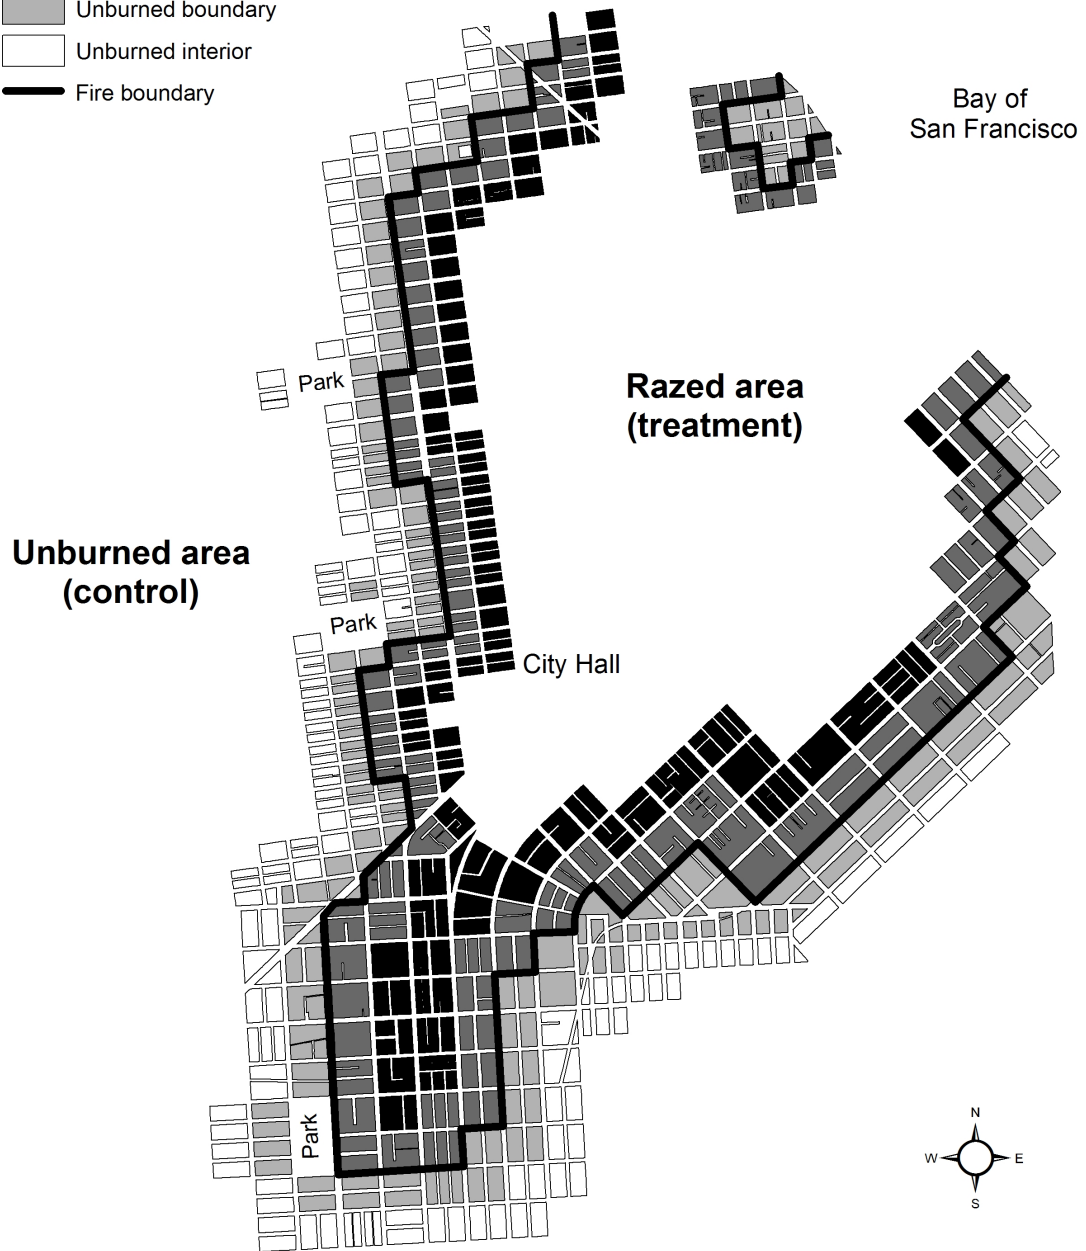 Unburned boundary
Unburned interior
Fire boundary
Bay of
San Francisco
Park
Razed area
(treatment)
Unburned area
(control)
Park
City Hall
Park
N
W
E
S